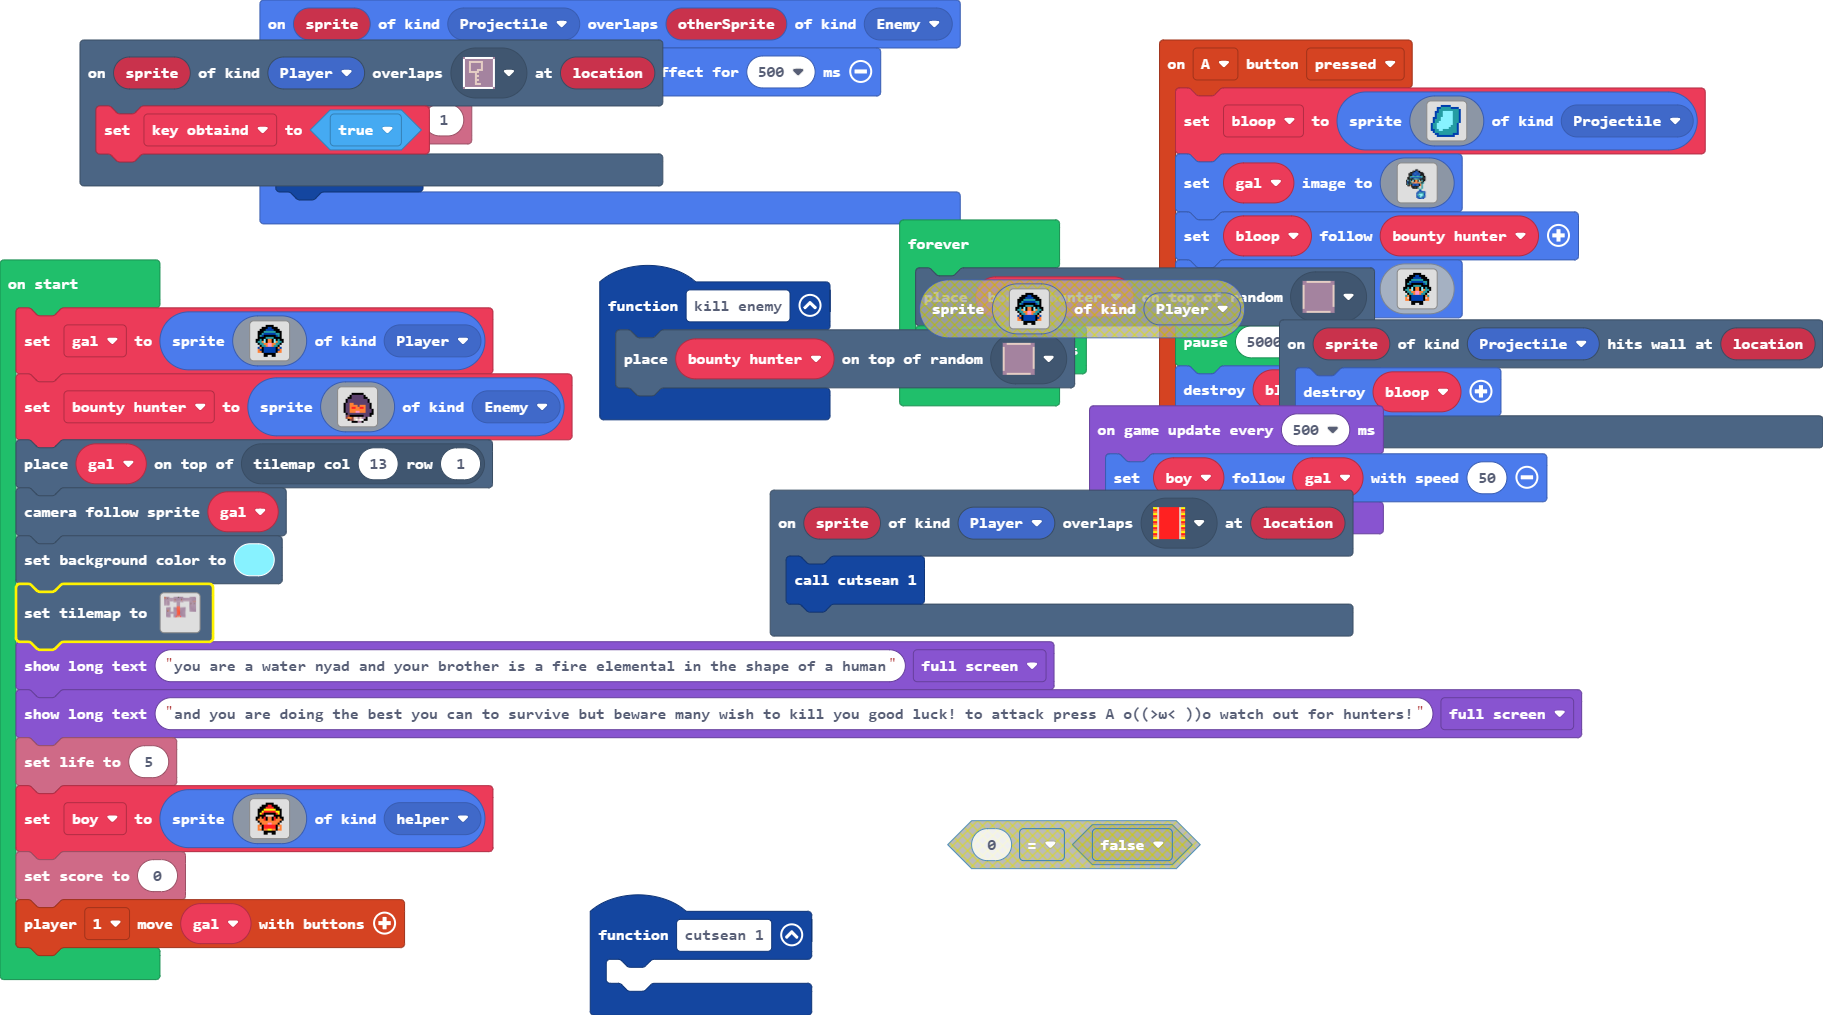 on sprite of kind Projectile overlaps otherSprite of kind Enemy
ffect for 500 ms
1
on sprite of kind Player overlaps at location
set key obtaind to true
on A button pressed
set bloop to sprite of kind Projectile
set gal image to
set bloop follow bounty hunter
pause 5000
destroy bl
forever
place on top of random
sprite of kind Player
function kill enemy
place bounty hunter on top of random
on sprite of kind Projectile hits wall at location
destroy bloop
on game update every 500 ms
set boy follow gal with speed 50
on sprite of kind Player overlaps at location
call cutsean 1
on start
set gal to sprite of kind Player
set bounty hunter to sprite of kind Enemy
place gal on top of tilemap col 13 row 1
camera follow sprite gal
set background color to
set tilemap to
show long text "you are a water nyad and your brother is a fire elemental in the shape of a human" full screen
show long text "and you are doing the best you can to survive but beware many wish to kill you good luck! to attack press A o((>ω< ))o watch out for hunters!" full screen
set life to 5
set boy to sprite of kind helper
set score to 0
player 1 move gal with buttons
0 = false
function cutsean 1